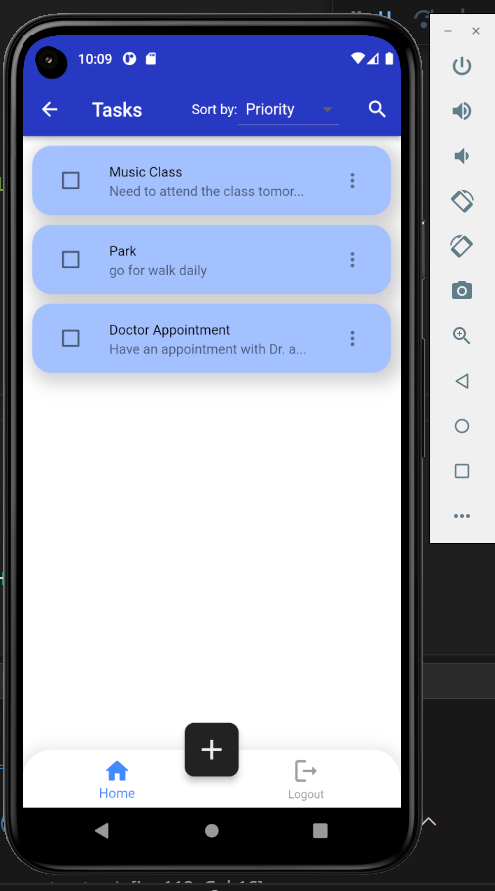 10:09
Tasks
Sort by: Priority
Music Class
Need to attend the class tomor...
Park
go for walk daily
Doctor Appointment
Have an appointment with Dr. a...
Home
Logout